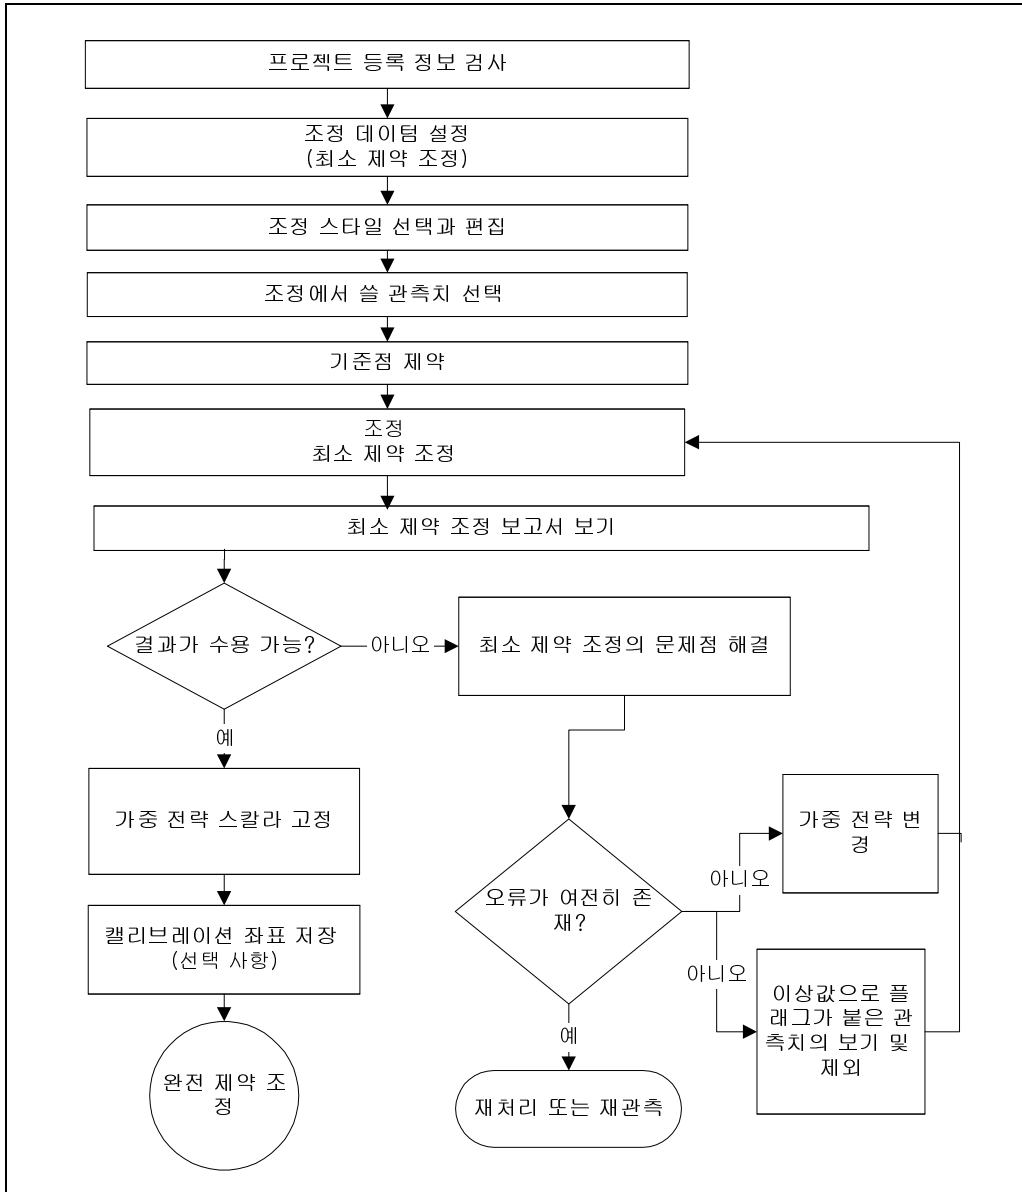 프로젝트 등록 정보 검사
조정 데이텀 설정
(최소 제약 조정)
조정 스타일 선택과 편집
조정에서 쓸 관측치 선택
기준점 제약
조정
최소 제약 조정
최소 제약 조정 보고서 보기
결과가 수용 가능?
아니오
최소 제약 조정의 문제점 해결
예
가중 전략 스칼라 고정
가중 전략 변
경
아니오
오류가 여전히 존
재?
캘리브레이션 좌표 저장
(선택 사항)
아니오
이상값으로 플
래그가 붙은 관
측치의 보기 및
제외
예
완전 제약 조
정
재처리 또는 재관측